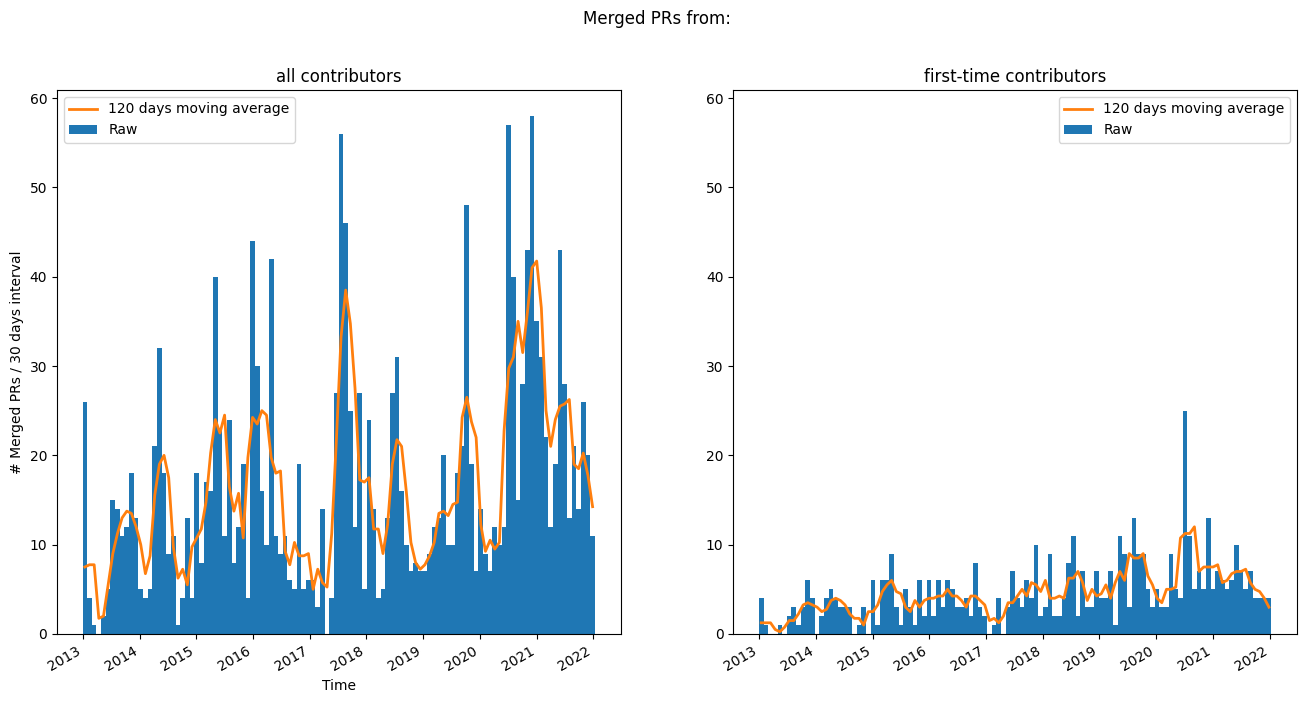 Merged PRs from:
all contributors
120 days moving average
Raw
60
50
40
30
20
10
0
# Merged PRs / 30 days interval
2013 2014 2015 2016 2017 2018 2019 2020 2021 2022
Time
first-time contributors
120 days moving average
Raw
60
50
40
30
20
10
0
2013 2014 2015 2016 2017 2018 2019 2020 2021 2022